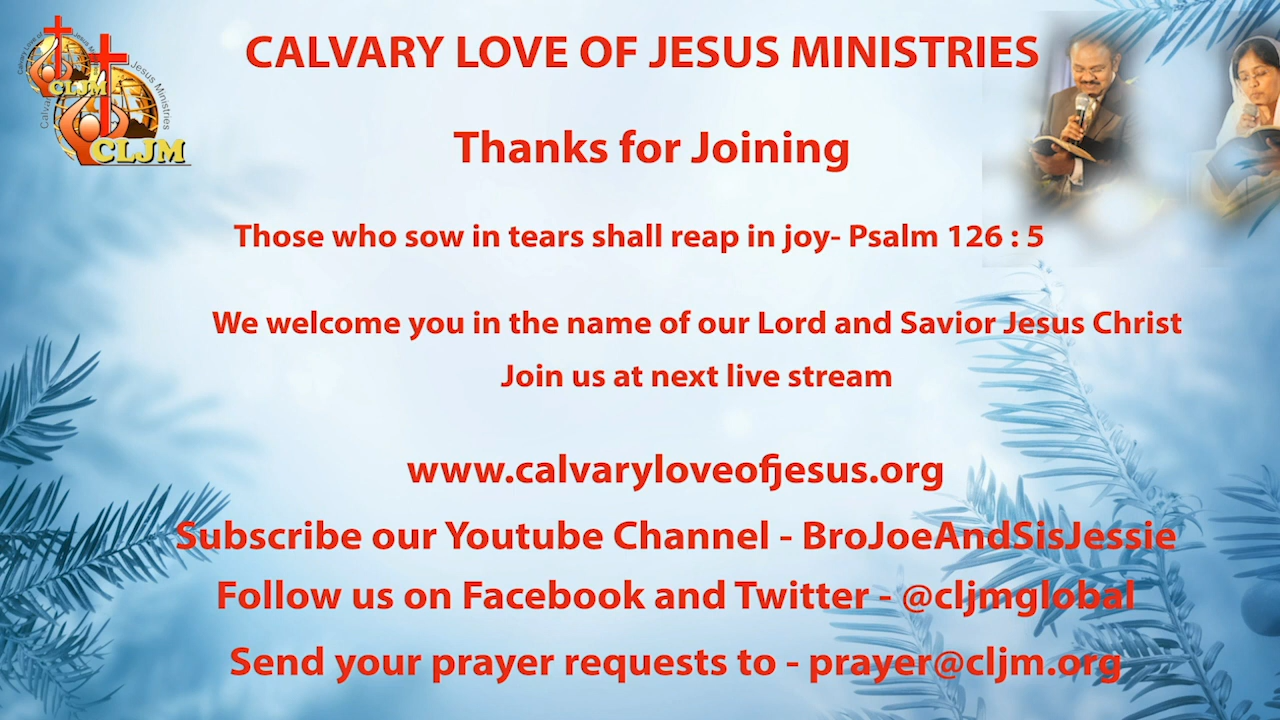 CALVARY LOVE OF JESUS MINISTRIES
Thanks for Joining
Those who sow in tears shall reap in joy- Psalm 126 : 5
We welcome you in the name of our Lord and Savior Jesus Christ
Join us at next live stream
www.calvaryloveofjesus.org
Subscribe our Youtube Channel - BroJoeAndSisJessie
Follow us on Facebook and Twitter - @cljmglobal
Send your prayer requests to - prayer@cljm.org
CLJM
CLJM
Jesus Ministries